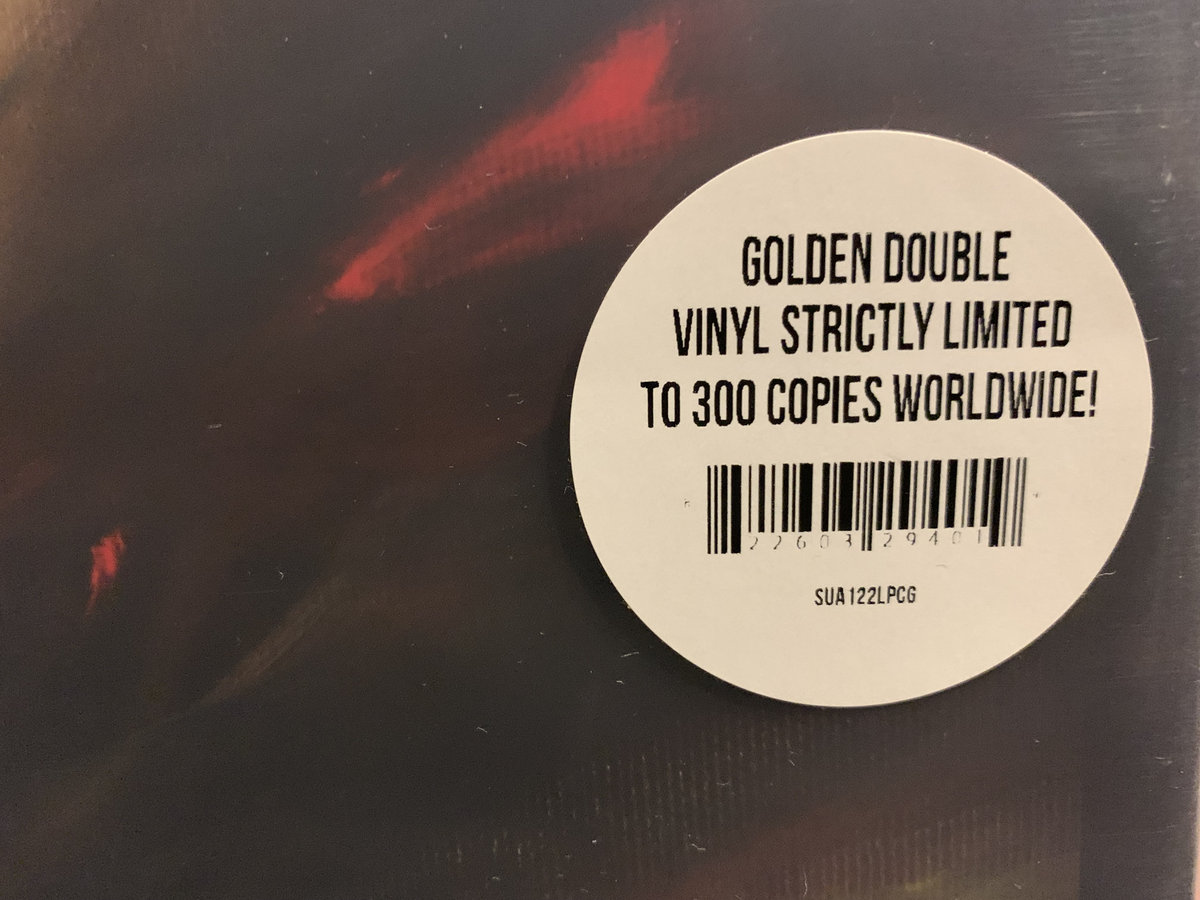 GOLDEN DOUBLE
VINYL STRICTLY LIMITED
TO 300 COPIES WORLDWIDE!
22603 29401
SUA122LPCG